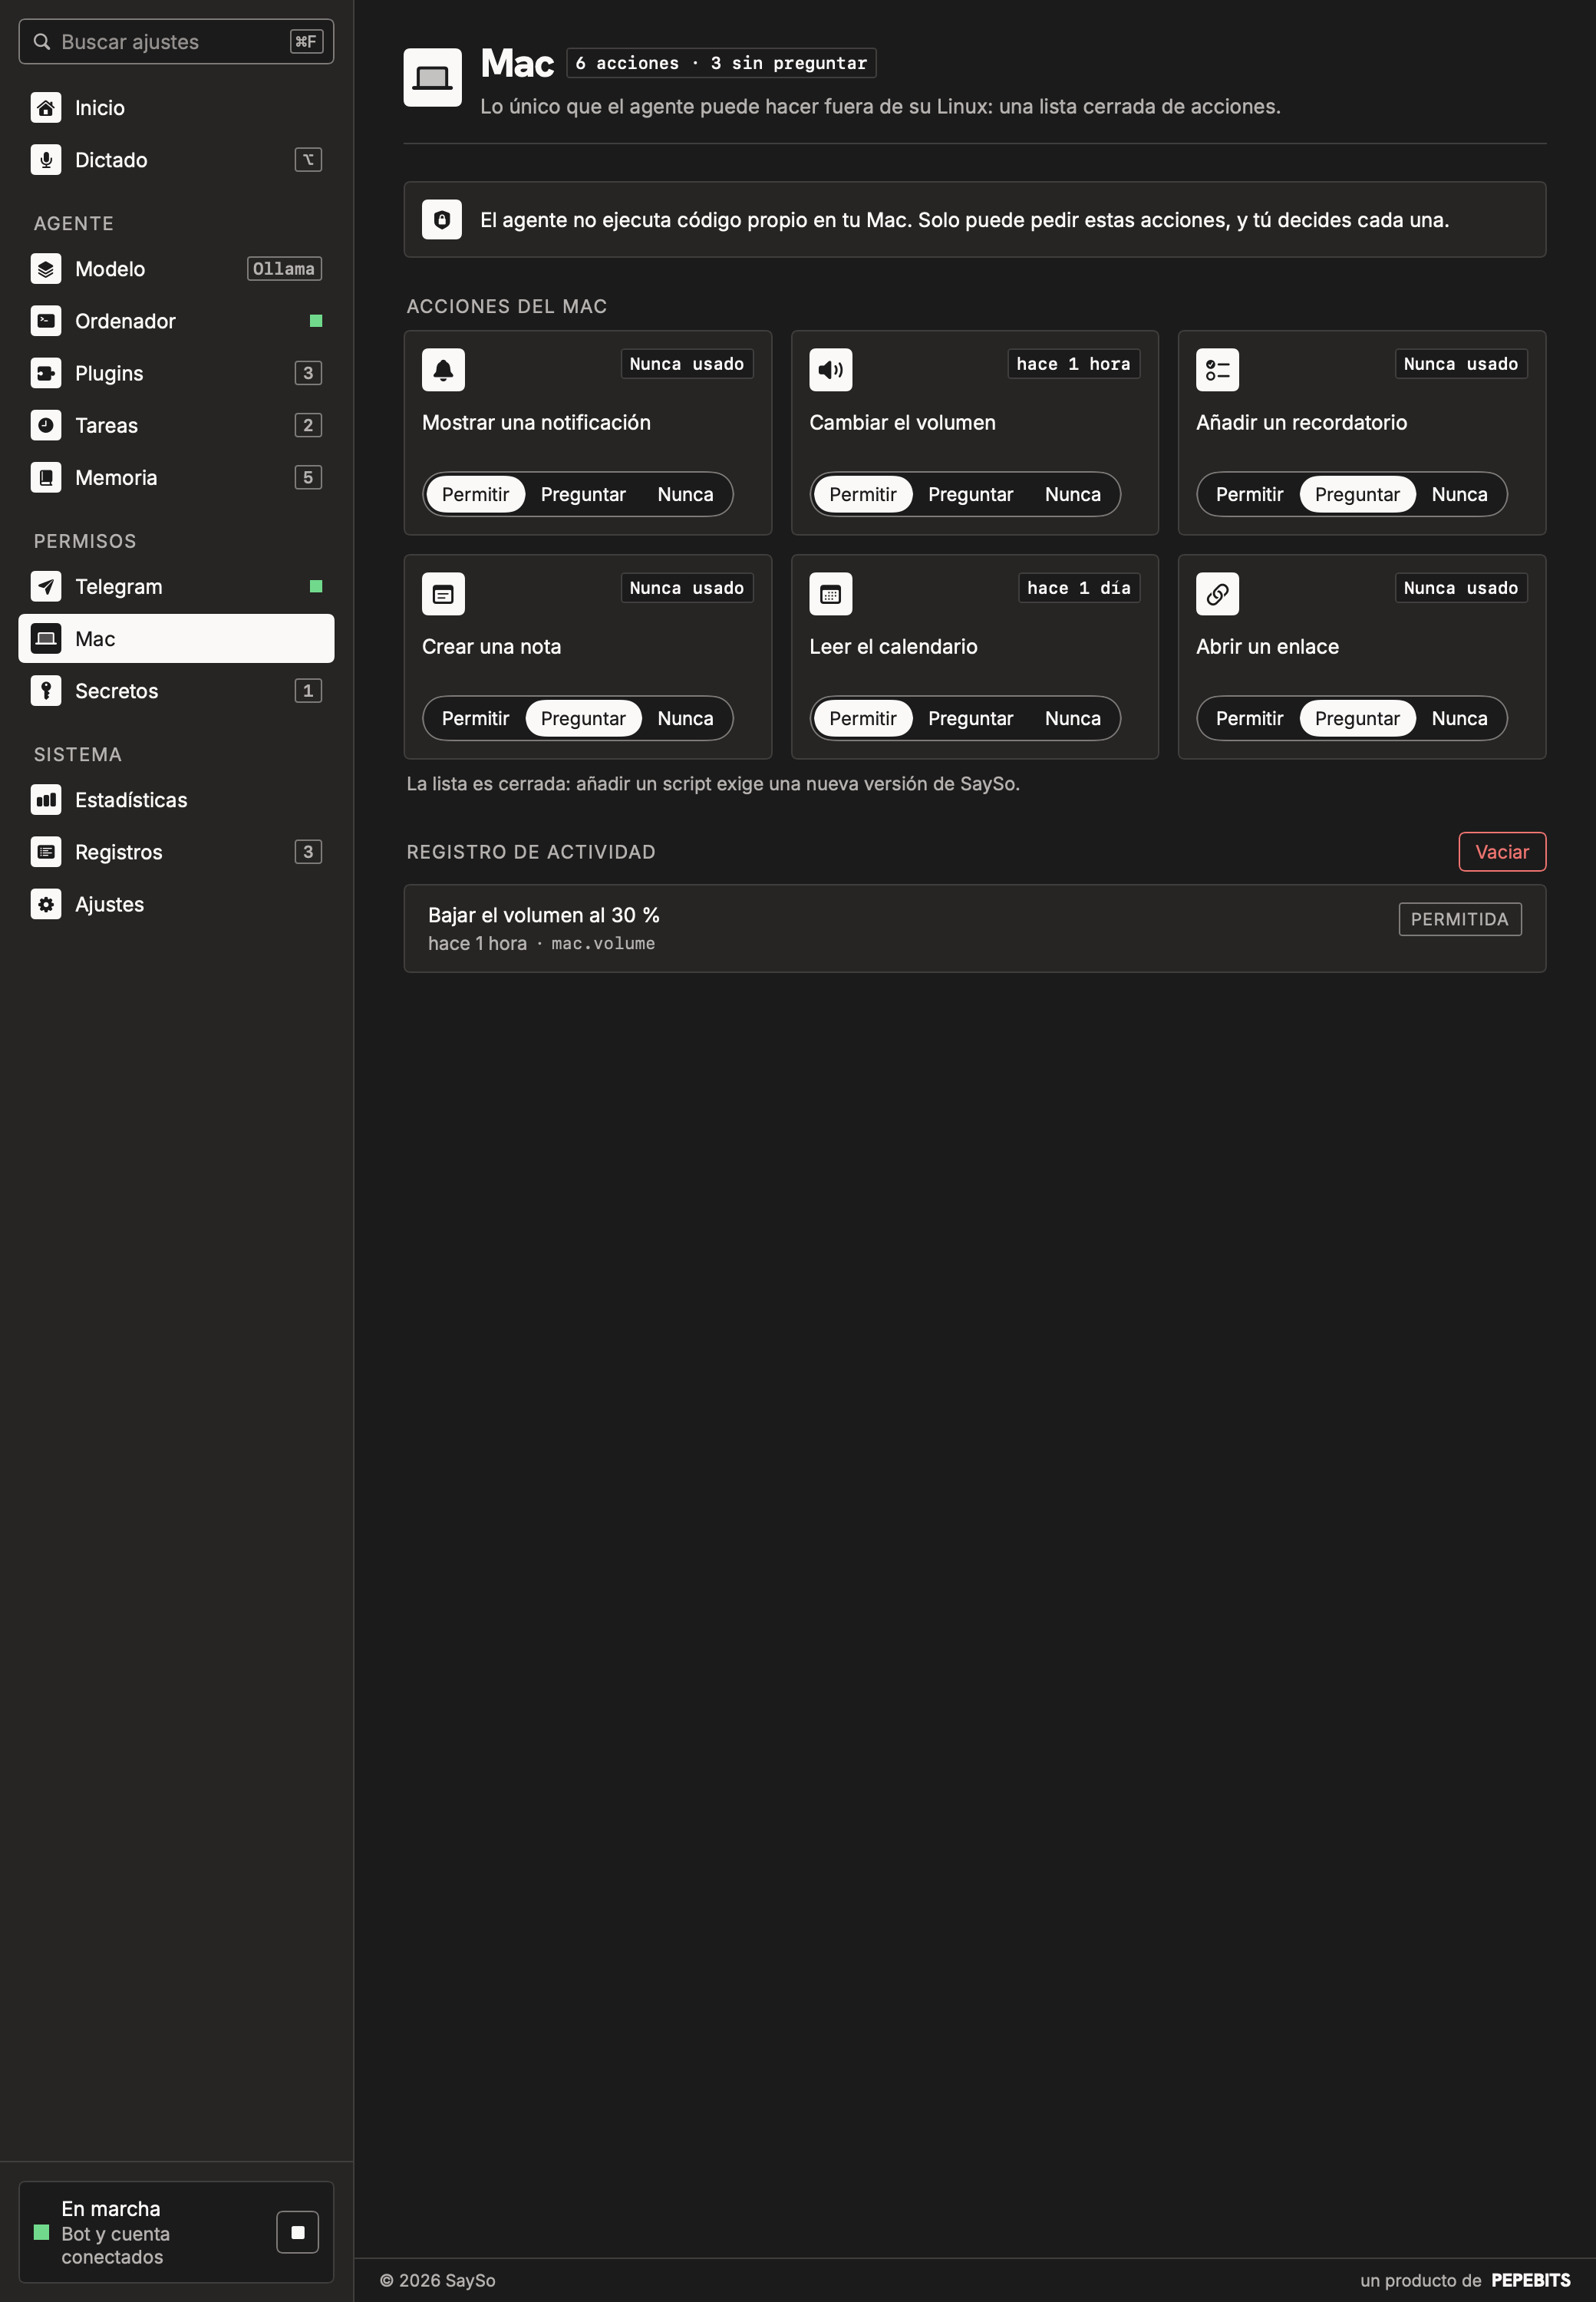 Buscar ajustes ⌘F
Inicio
Dictado ⌥
AGENTE
Modelo Ollama
Ordenador
Plugins 3
Tareas 2
Memoria 5
PERMISOS
Telegram
Mac
Secretos 1
SISTEMA
Estadísticas
Registros 3
Ajustes
En marcha
Bot y cuenta
conectados
Mac 6 acciones · 3 sin preguntar
Lo único que el agente puede hacer fuera de su Linux: una lista cerrada de acciones.
El agente no ejecuta código propio en tu Mac. Solo puede pedir estas acciones, y tú decides cada una.
ACCIONES DEL MAC
Nunca usado
Mostrar una notificación
Permitir Preguntar Nunca
hace 1 hora
Cambiar el volumen
Permitir Preguntar Nunca
Nunca usado
Añadir un recordatorio
Permitir Preguntar Nunca
Nunca usado
Crear una nota
Permitir Preguntar Nunca
hace 1 día
Leer el calendario
Permitir Preguntar Nunca
Nunca usado
Abrir un enlace
Permitir Preguntar Nunca
La lista es cerrada: añadir un script exige una nueva versión de SaySo.
REGISTRO DE ACTIVIDAD Vaciar
Bajar el volumen al 30 % PERMITIDA
hace 1 hora · mac.volume
© 2026 SaySo un producto de PEPEBITS